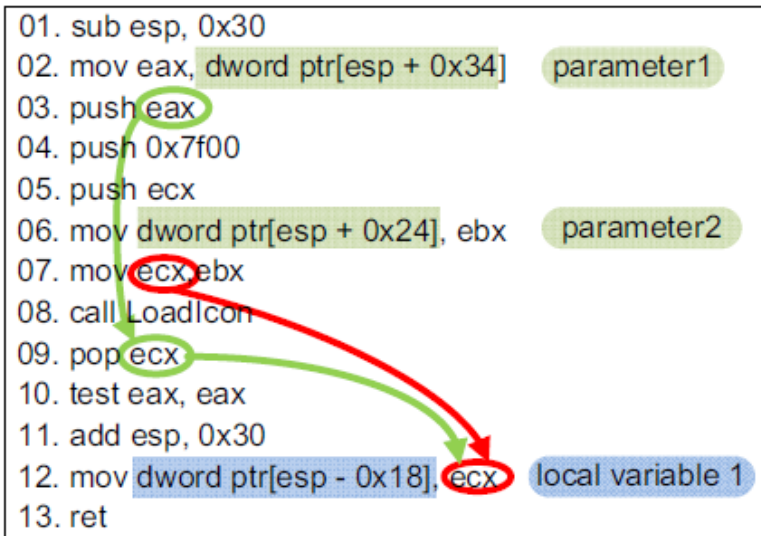 01. sub esp, 0x30
02. mov eax, dword ptr[esp + 0x34] parameter1
03. push eax
04. push 0x7f00
05. push ecx
06. mov dword ptr[esp + 0x24], ebx parameter2
07. mov ecx,ebx
08. call LoadIcon
09. pop ecx
10. test eax, eax
11. add esp, 0x30
12. mov dword ptr[esp - 0x18], ecx local variable 1
13. ret